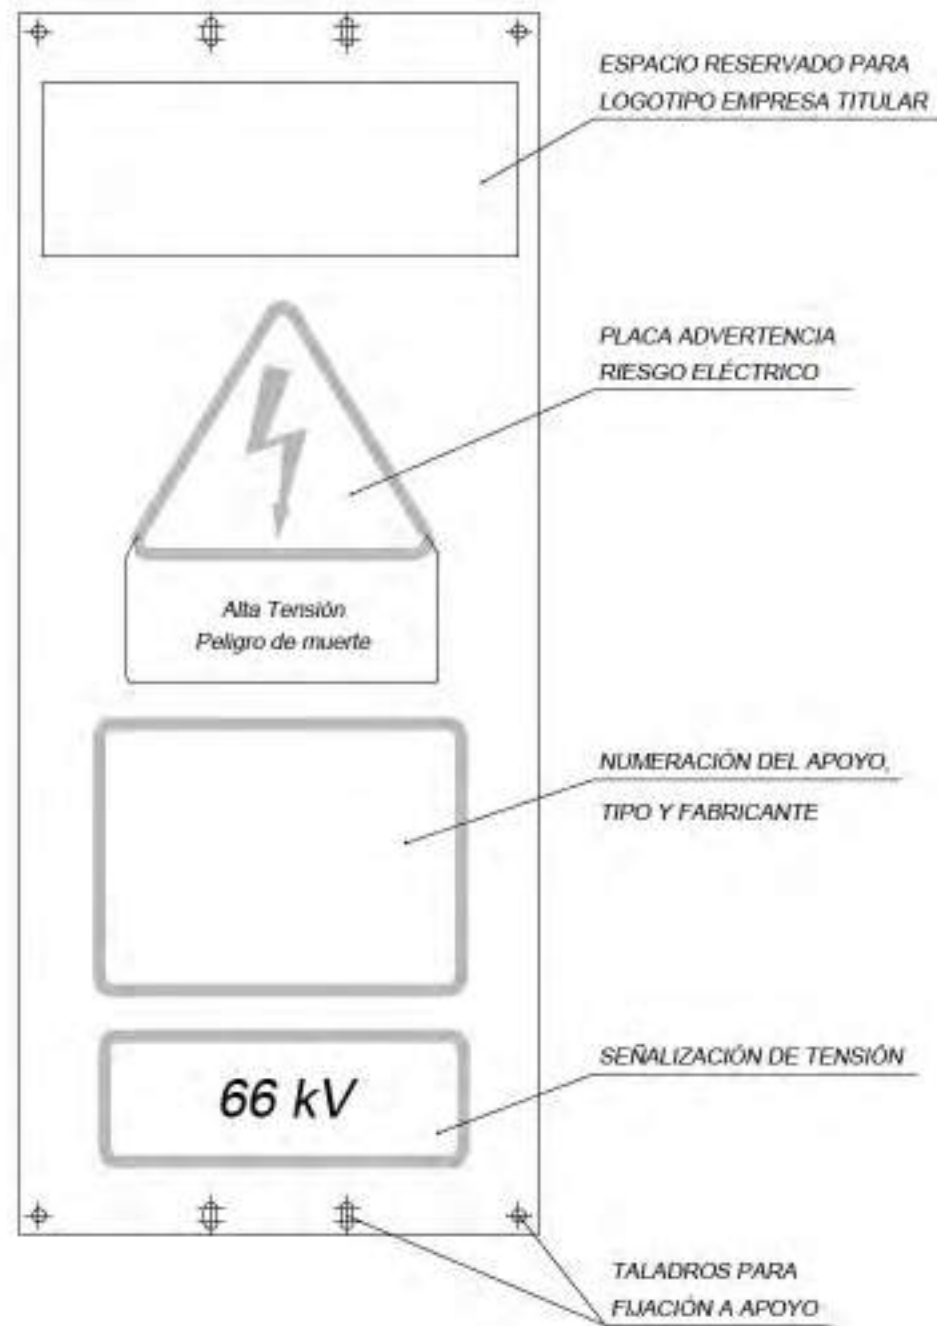 ESPACIO RESERVADO PARA
LOGOTIPO EMPRESA TITULAR
PLACA ADVERTENCIA
RIESGO ELÉCTRICO
Alta Tensión
Peligro de muerte
NUMERACIÓN DEL APOYO,
TIPO Y FABRICANTE
SEÑALIZACIÓN DE TENSIÓN
66 kV
TALADROS PARA
FIJACIÓN A APOYO